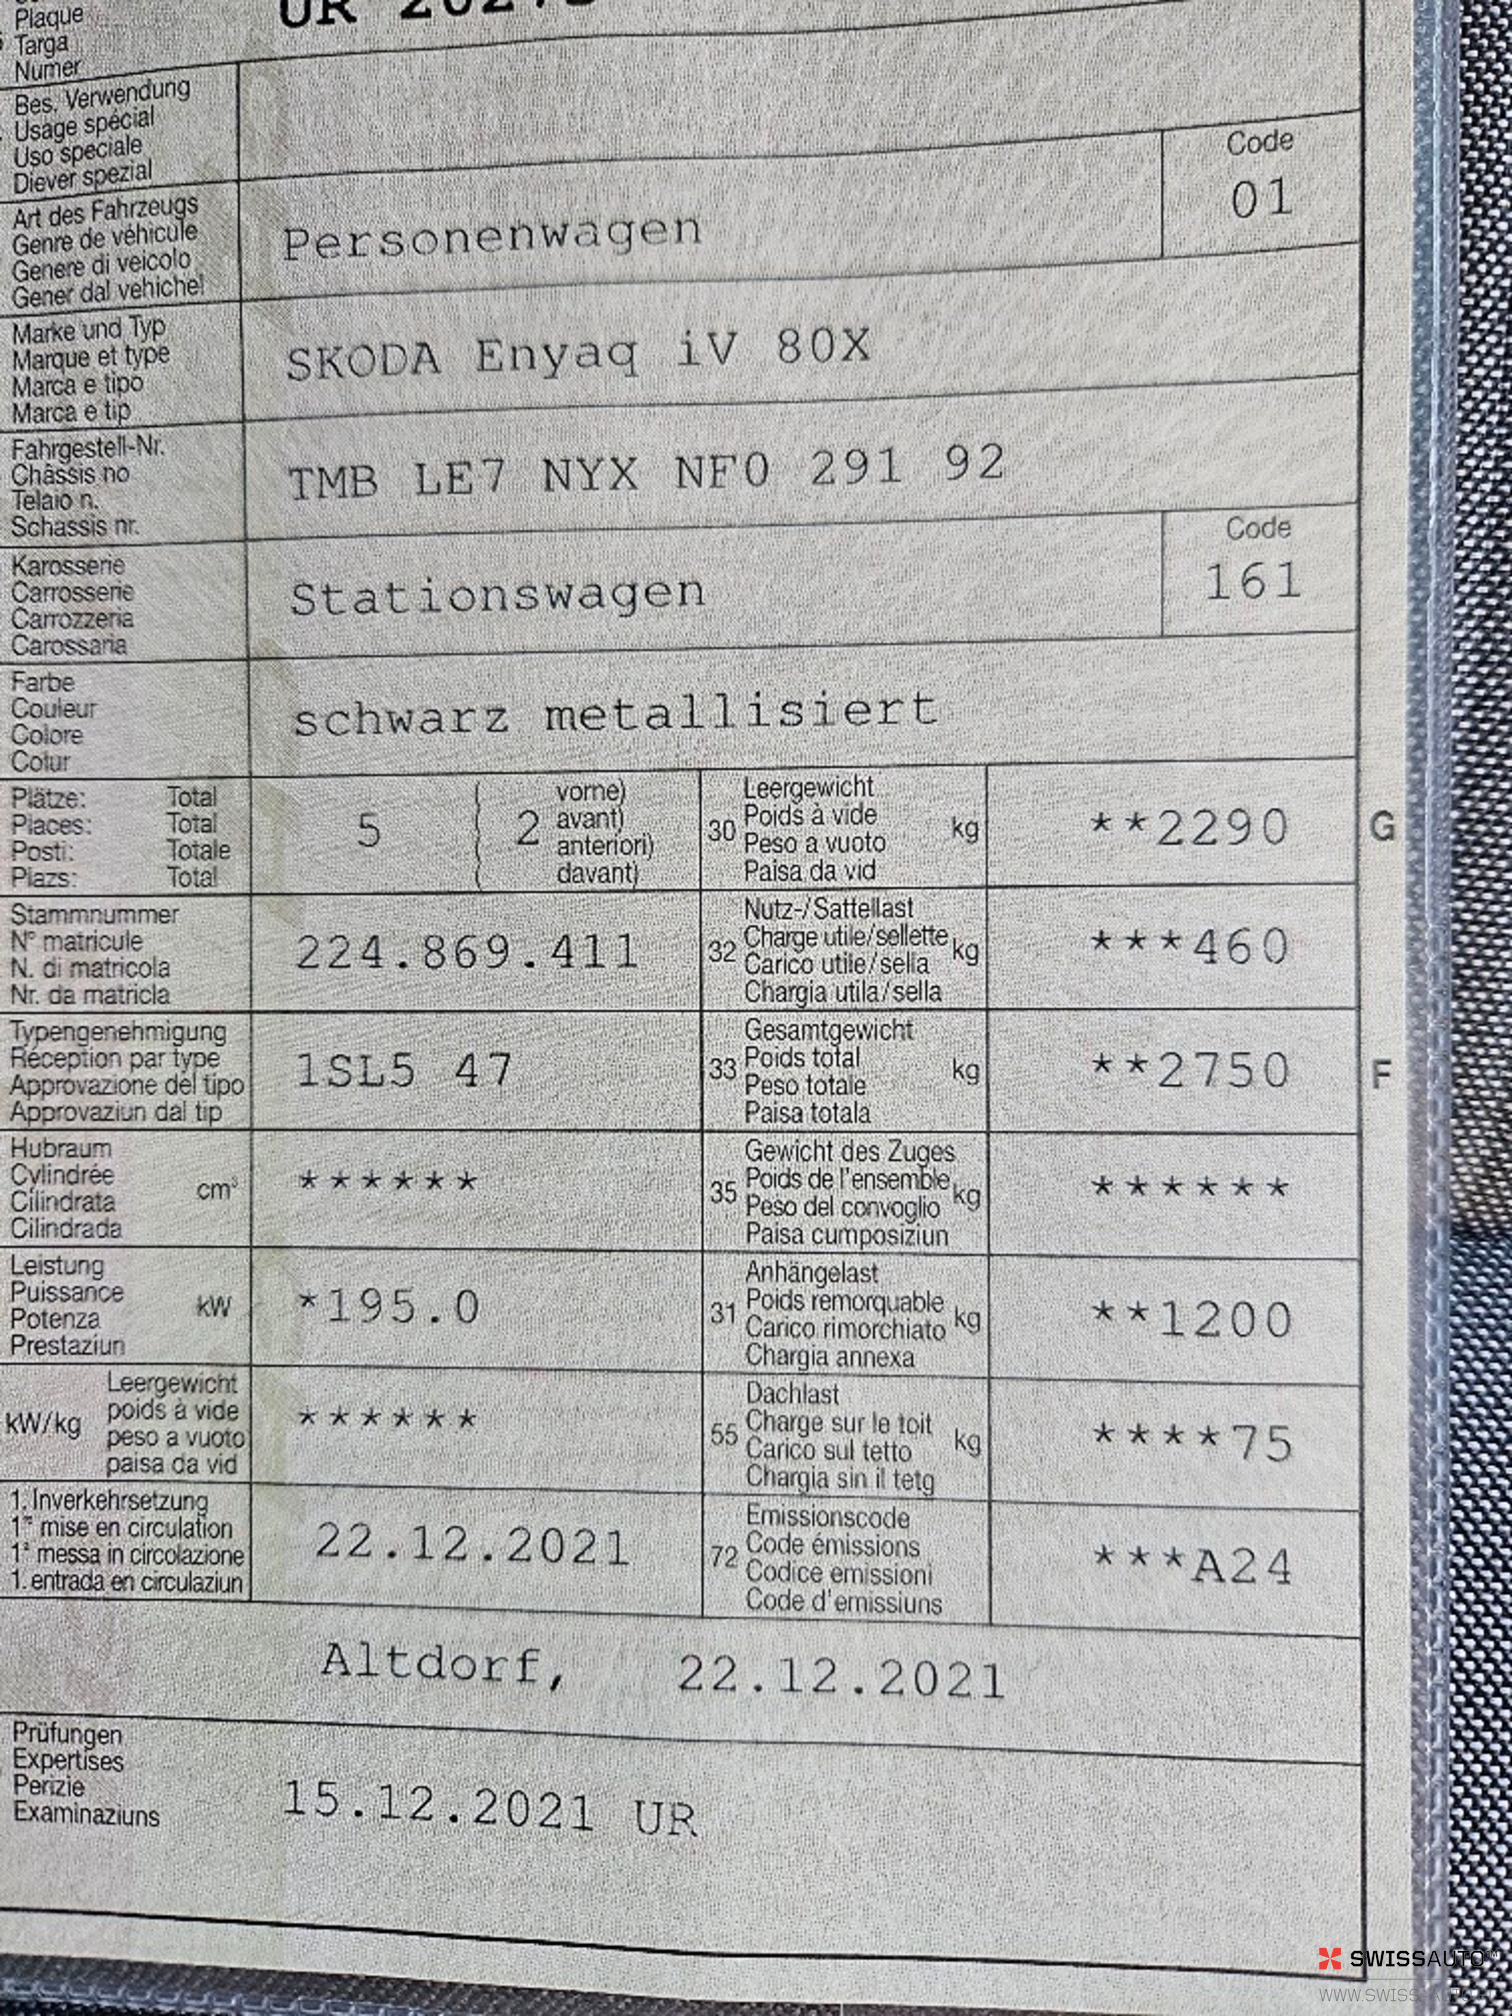 Plaque
Targa
Numer
UR
Bes. Verwendung
Usage spécial
Uso speciale
Diever spezial
Art des Fahrzeugs
Genre de véhicule
Genere di veicolo
Gener dal vehichel
Personenwagen
Code
01
Marke und Typ
Marque et type
Marca e tipo
Marca e tip
SKODA Enyaq iV 80X
Fahrgestell-Nr.
Châssis no
Telaio n.
Schassis nr.
TMB LE7 NYX NF0 291 92
Karosserie
Carrosserie
Carrozzeria
Carossaria
Stationswagen
Code
161
Farbe
Couleur
Colore
Colur
schwarz metallisiert
Plätze: Total
Places: Total
Posti: Totale
Plazs: Total
5 ( 2
vorne)
avant)
anteriori)
davant)
30
Leergewicht
Poids à vide
Peso a vuoto
Paisa da vid
kg
**2290
G
Stammnummer
N° matricule
N. di matricola
Nr. da matricla
224.869.411
32
Nutz-/Sattellast
Charge utile/sellette
Carico utile/sella
Chargia utila/sella
kg
***460
Typengenehmigung
Réception par type
Approvazione del tipo
Approvaziun dal tip
1SL5 47
33
Gesamtgewicht
Poids total
Peso totale
Paisa totala
kg
**2750
F
Hubraum
Cylindrée
Cilindrata
Cilindrada
cm³
******
35
Gewicht des Zuges
Poids de l'ensemble
Peso del convoglio
Paisa cumposiziun
kg
******
Leistung
Puissance
Potenza
Prestaziun
kW
*195.0
31
Anhängelast
Poids remorquable
Carico rimorchiato
Chargia annexa
kg
**1200
kW/kg
Leergewicht
poids à vide
peso a vuoto
paisa da vid
******
55
Dachlast
Charge sur le toit
Carico sul tetto
Chargia sin il tetg
kg
****75
1. Inverkehrsetzung
1re mise en circulation
1a messa in circolazione
1. entrada en circulaziun
22.12.2021
72
Emissionscode
Code émissions
Codice emissioni
Code d'emissiuns
***A24
Altdorf, 22.12.2021
Prüfungen
Expertises
Perizie
Examinaziuns
15.12.2021 UR
SWISSAUTO